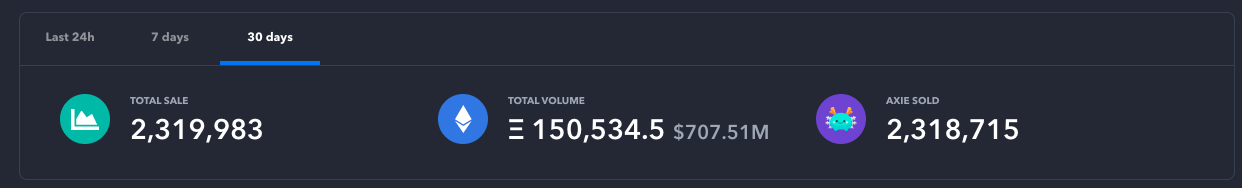 Last 24h 7 days 30 days
TOTAL SALE
2,319,983
TOTAL VOLUME
Ξ 150,534.5 $707.51M
AXIE SOLD
2,318,715